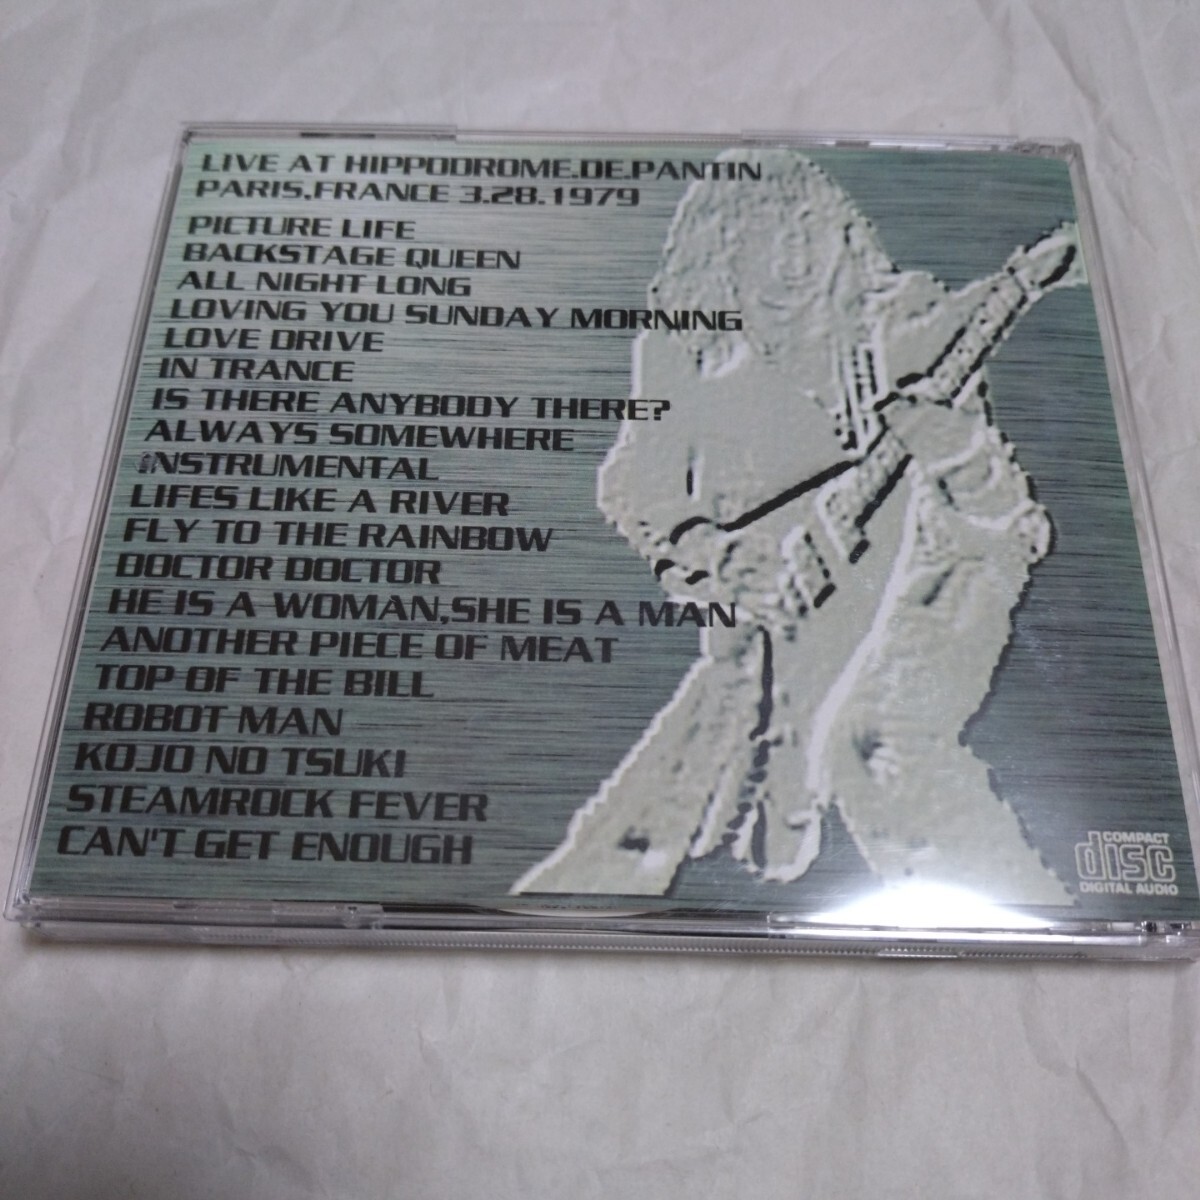 LIVE AT HIPPODROME.DE.PANTIN
PARIS,FRANCE 3.28.1979
PICTURE LIFE
BACKSTAGE QUEEN
ALL NIGHT LONG
LOVING YOU SUNDAY MORNING
LOVE DRIVE
IN TRANCE
IS THERE ANYBODY THERE?
ALWAYS SOMEWHERE
INSTRUMENTAL
LIFES LIKE A RIVER
FLY TO THE RAINBOW
DOCTOR DOCTOR
HE IS A WOMAN,SHE IS A MAN
ANOTHER PIECE OF MEAT
TOP OF THE BILL
ROBOT MAN
KOJO NO TSUKI
STEAMROCK FEVER
CAN'T GET ENOUGH
COMPACT
disc
DIGITAL AUDIO